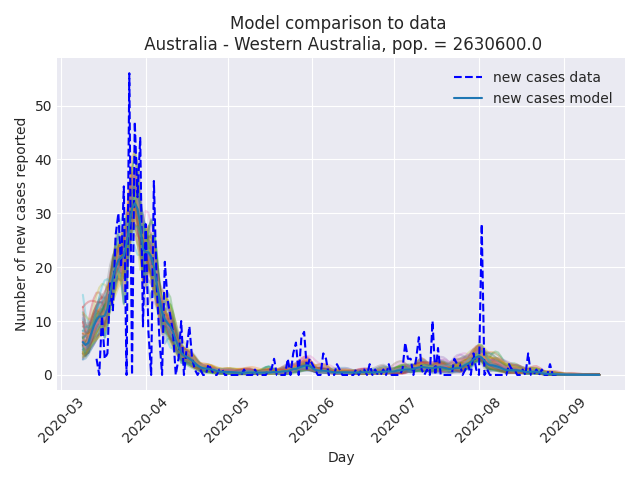 Model comparison to data
Australia - Western Australia, pop. = 2630600.0
new cases data
new cases model
Number of new cases reported
50
40
30
20
10
0
2020-03
2020-04
2020-05
2020-06
2020-07
2020-08
2020-09
Day